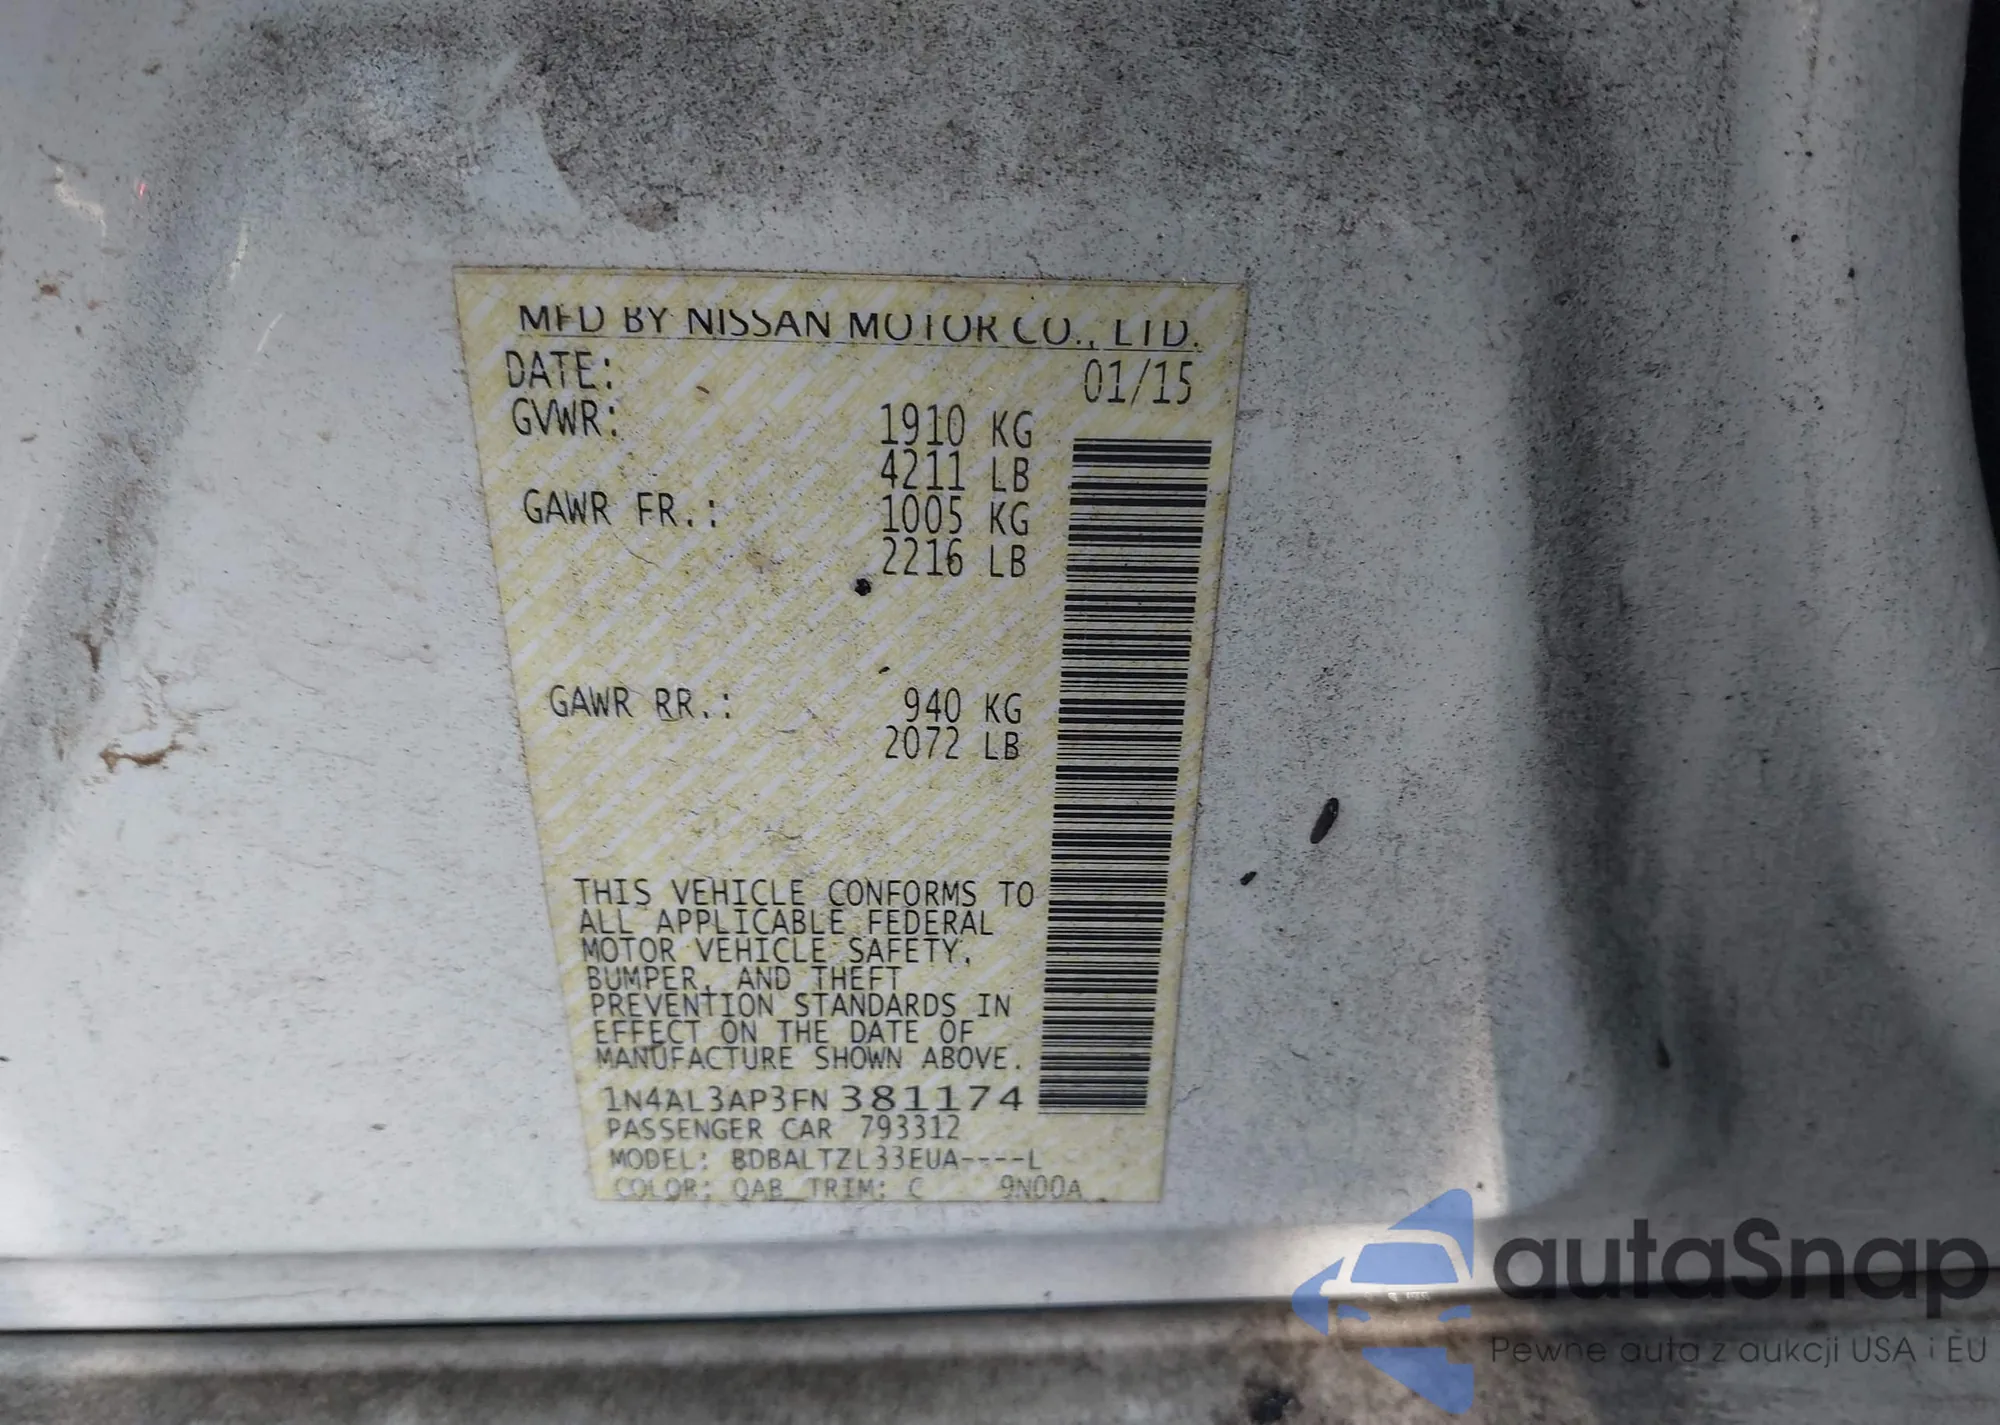 MFD BY NISSAN MOTOR CO., LTD.
DATE: 01/15
GVWR: 1910 KG
4211 LB
GAWR FR.: 1005 KG
2216 LB
GAWR RR.: 940 KG
2072 LB
THIS VEHICLE CONFORMS TO
ALL APPLICABLE FEDERAL
MOTOR VEHICLE SAFETY,
BUMPER, AND THEFT
PREVENTION STANDARDS IN
EFFECT ON THE DATE OF
MANUFACTURE SHOWN ABOVE.
1N4AL3AP3FN381174
PASSENGER CAR 793312
MODEL: BDBALTZL33EUA----L
COLOR: QAB TRIM: C 9N00A
autaSnap
Pewne auta z aukcji USA i EU